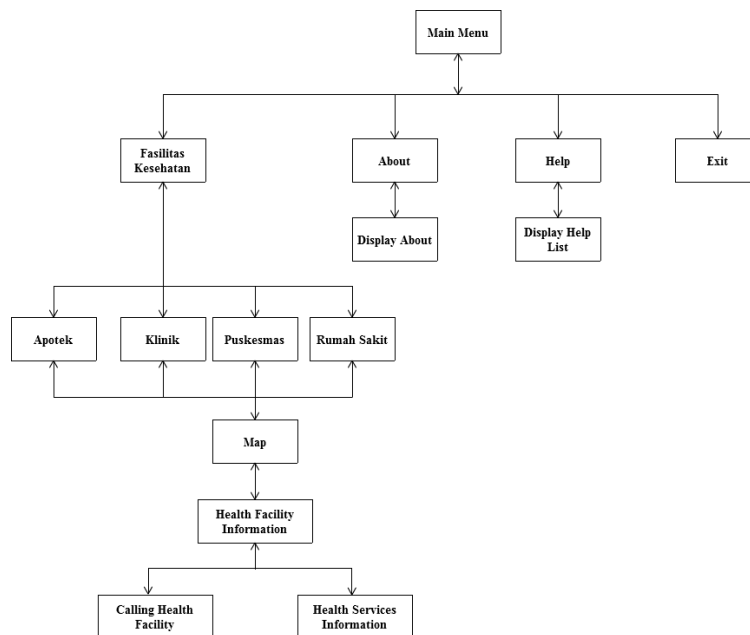 Main Menu
Fasilitas
Kesehatan
About
Help
Exit
Display About
Display Help
List
Apotek
Klinik
Puskesmas
Rumah Sakit
Map
Health Facility
Information
Calling Health
Facility
Health Services
Information